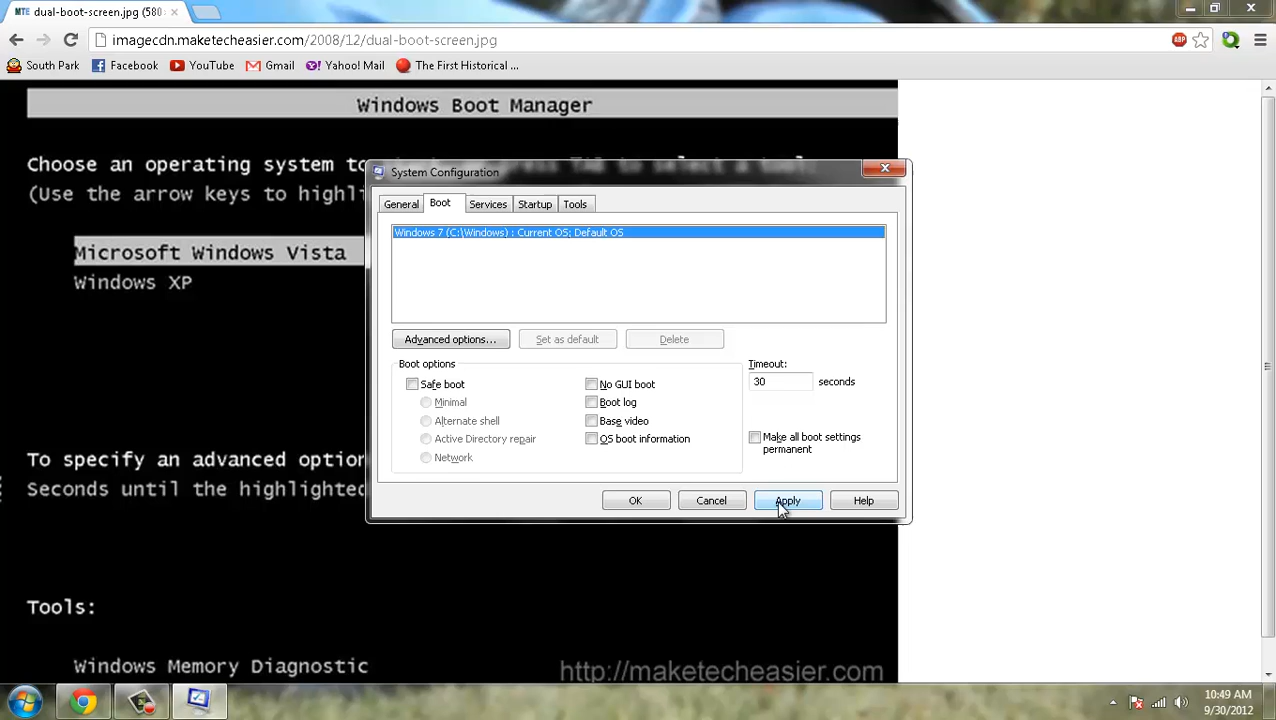 MTE dual-boot-screen.jpg (580
imagecdn.maketecheasier.com/2008/12/dual-boot-screen.jpg
ABP
South Park Facebook YouTube Gmail Yahoo! Mail The First Historical ...
Windows Boot Manager
Choose an operating system to
(Use the arrow keys to highli
Microsoft Windows Vista
Windows XP
To specify an advanced option
Seconds until the highlighted
Tools:
Windows Memory Diagnostic
http://maketecheasier.com
System Configuration
General Boot Services Startup Tools
Windows 7 (C:\Windows) : Current OS; Default OS
Advanced options... Set as default Delete
Boot options
Safe boot
Minimal
Alternate shell
Active Directory repair
Network
No GUI boot
Boot log
Base video
OS boot information
Timeout:
30 seconds
Make all boot settings
permanent
OK Cancel Apply Help
10:49 AM
9/30/2012